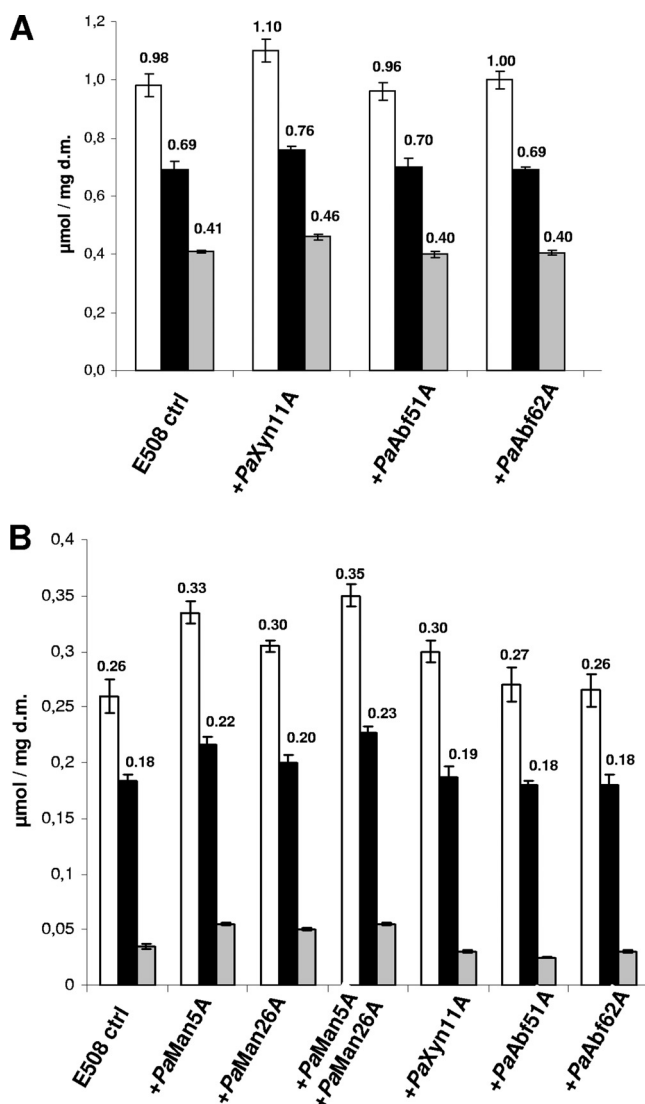 A
µmol / mg d.m.
1,2
1,0
0,8
0,6
0,4
0,2
0,0
0.98
0.69
0.41
1.10
0.76
0.46
0.96
0.70
0.40
1.00
0.69
0.40
E508 ctrl
+PaXyn11A
+PaAbf51A
+PaAbf62A
B
µmol / mg d.m.
0,4
0,35
0,3
0,25
0,2
0,15
0,1
0,05
0
0.26
0.18
0.33
0.22
0.30
0.20
0.35
0.23
0.30
0.19
0.27
0.18
0.26
0.18
E508 ctrl
+PaMan5A
+PaMan26A
+PaMan5A
+PaMan26A
+PaXyn11A
+PaAbf51A
+PaAbf62A